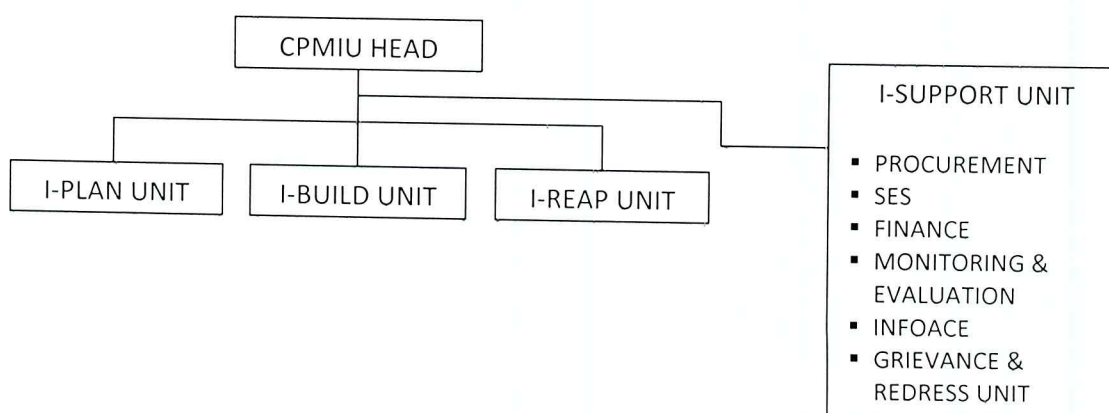 CPMIU HEAD
I-PLAN UNIT
I-BUILD UNIT
I-REAP UNIT
I-SUPPORT UNIT
▪ PROCUREMENT
▪ SES
▪ FINANCE
▪ MONITORING &
EVALUATION
▪ INFOACE
▪ GRIEVANCE &
REDRESS UNIT